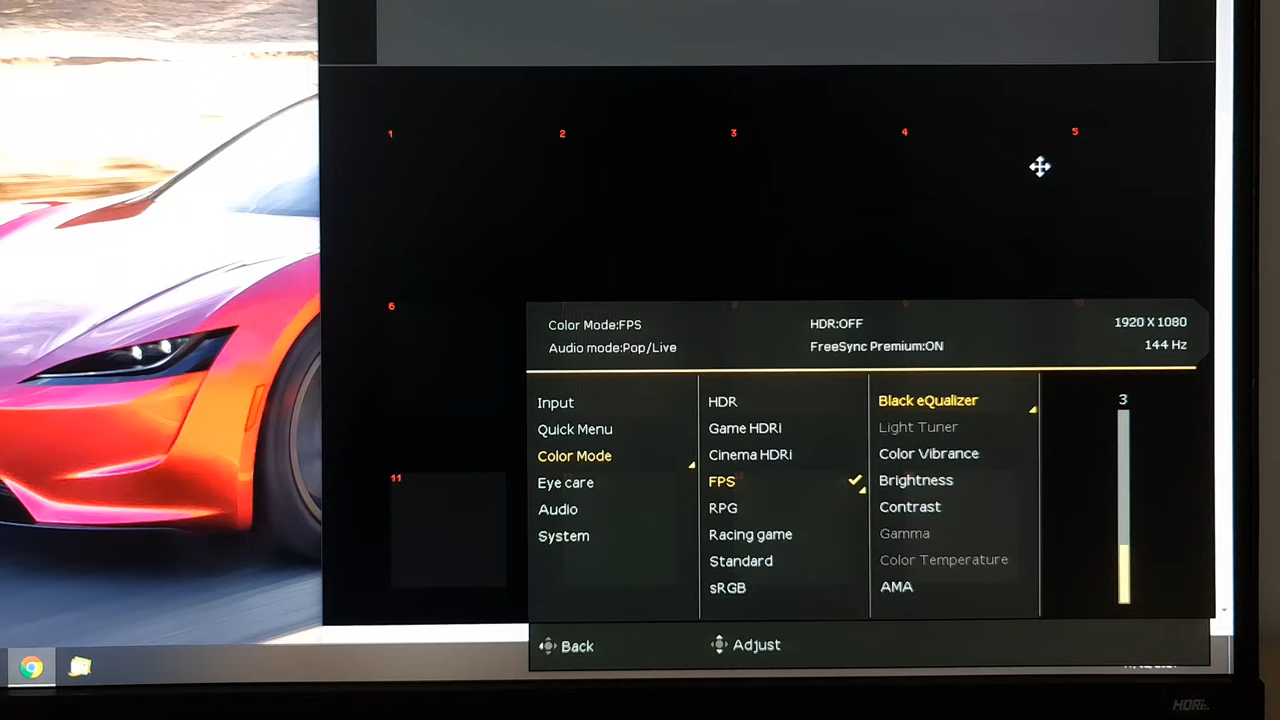 1 2 3 4 5
6
11
Color Mode:FPS HDR:OFF 1920 X 1080
Audio mode:Pop/Live FreeSync Premium:ON 144 Hz
Input
Quick Menu
Color Mode
Eye care
Audio
System
HDR
Game HDRi
Cinema HDRi
FPS
RPG
Racing game
Standard
sRGB
Black eQualizer
Light Tuner
Color Vibrance
Brightness
Contrast
Gamma
Color Temperature
AMA
3
Back Adjust
HDRi